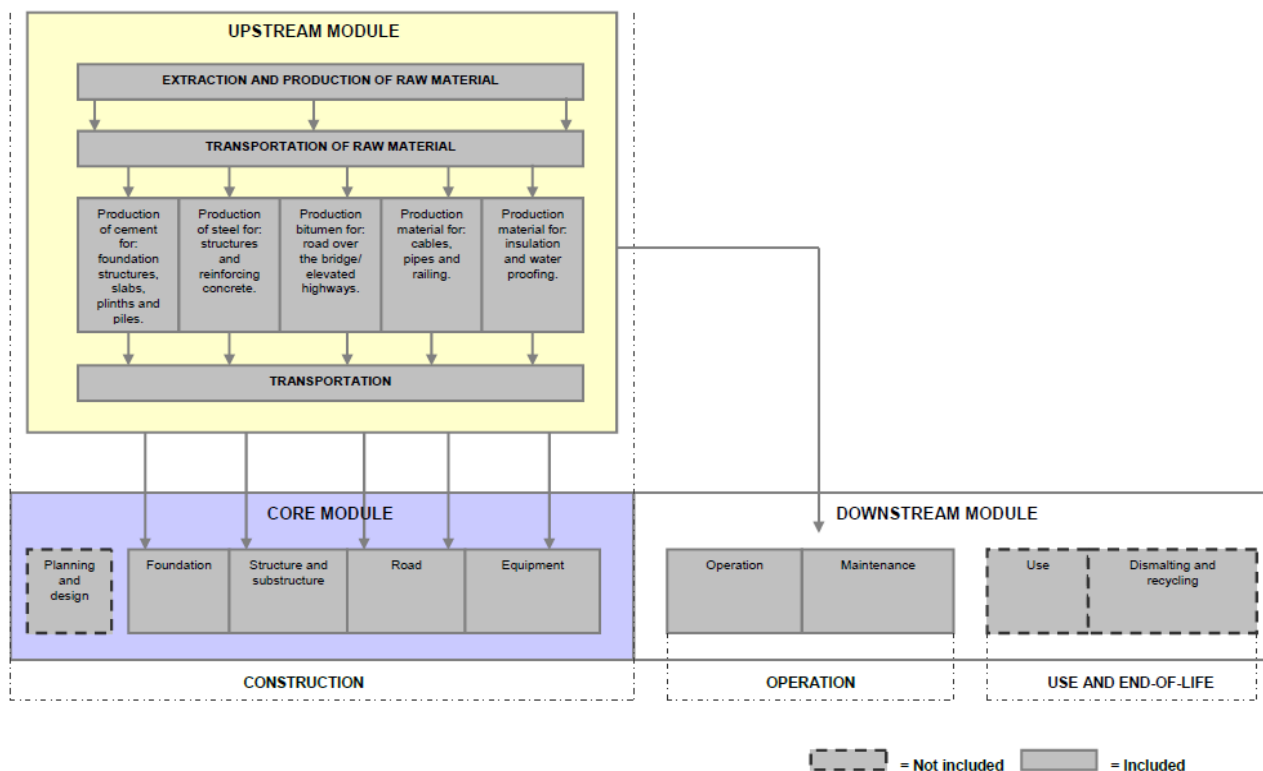 UPSTREAM MODULE
EXTRACTION AND PRODUCTION OF RAW MATERIAL
TRANSPORTATION OF RAW MATERIAL
Production
of cement
for:
foundation
structures,
slabs,
plinths and
piles.
Production
of steel for:
structures
and
reinforcing
concrete.
Production
bitumen for:
road over
the bridge/
elevated
highways.
Production
material for:
cables,
pipes and
railing.
Production
material for:
insulation
and water
proofing.
TRANSPORTATION
CORE MODULE
Planning
and
design
Foundation
Structure and
substructure
Road
Equipment
DOWNSTREAM MODULE
Operation
Maintenance
Use
Dismalting and
recycling
CONSTRUCTION
OPERATION
USE AND END-OF-LIFE
= Not included
= Included